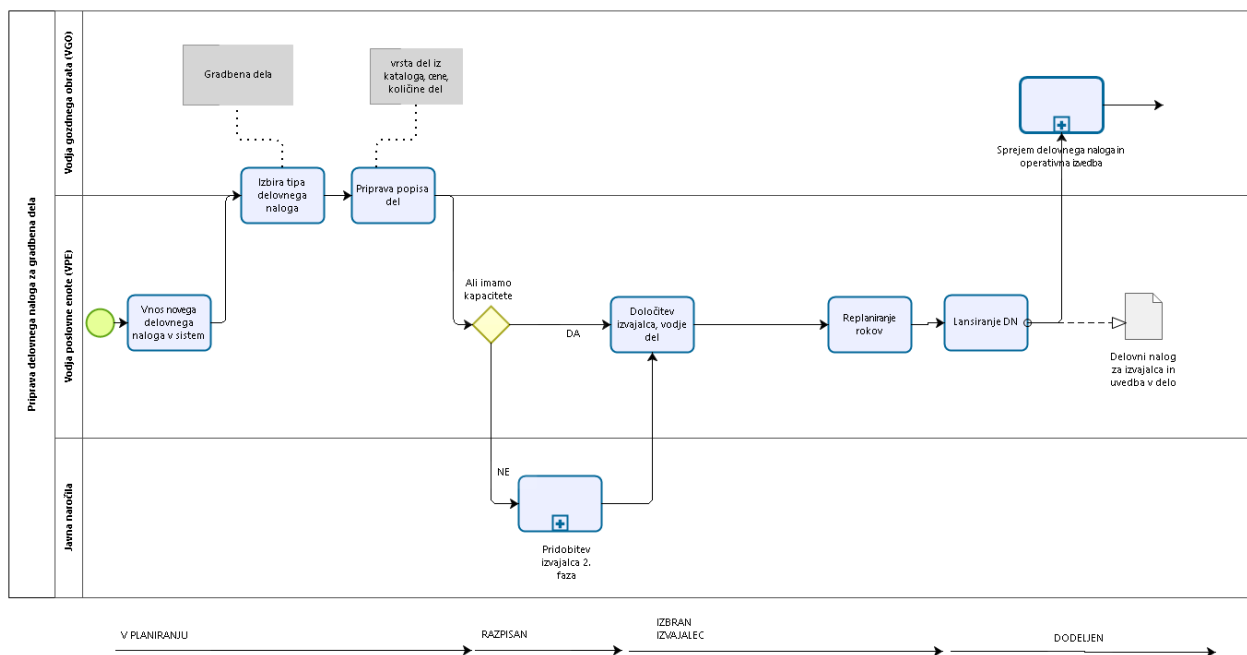 Priprava delovnega naloga za gradbena dela
Vodja gozdnega obrata (VGO)
Gradbena dela
vrsta del iz
kataloga, cene,
količine del
Izbira tipa
delovnega
naloga
Priprava popisa
del
Sprejem delovnega naloga in
operativna izvedba
Vodja poslovne enote (VPE)
Vnos novega
delovnega
naloga v sistem
Ali imamo
kapacitete
DA
NE
Določitev
izvajalca, vodje
del
Replaniranje
rokov
Lansiranje DN
Delovni nalog
za izvajalca in
uvedba v delo
Javna naročila
Pridobitev
izvajalca 2.
faza
V PLANIRANJU
RAZPISAN
IZBRAN
IZVAJALEC
DODELJEN